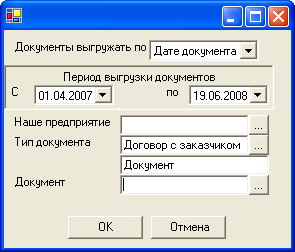 Документы выгружать по Дате документа
Период выгрузки документов
С 01.04.2007 по 19.06.2008
Наше предприятие ...
Тип документа Договор с заказчиком ...
Документ
Документ ...
OK Отмена